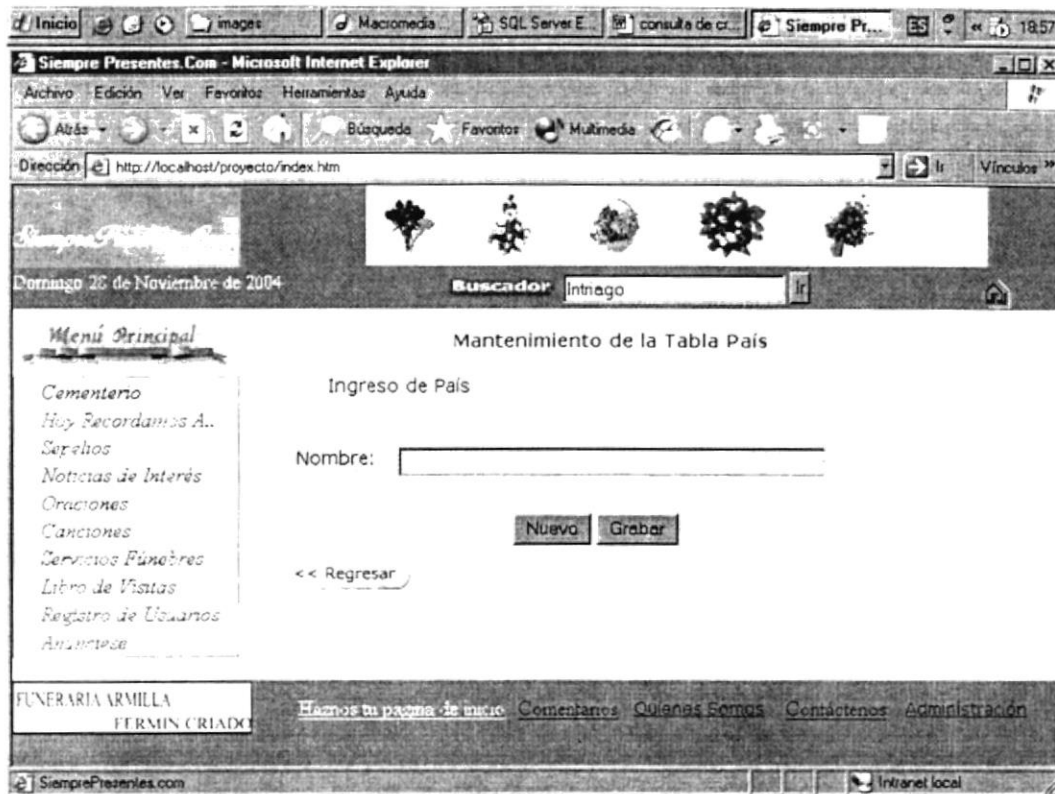 Inicio images Macromedia ... SQL Server E... consulta de cr... Siempre Pr... ES « 18:57
Siempre Presentes.Com - Microsoft Internet Explorer
Archivo Edición Ver Favoritos Herramientas Ayuda
Atrás Búsqueda Favoritos Multimedia
Dirección http://localhost/proyecto/index.htm Ir Vínculos »
Domingo 28 de Noviembre de 2004 Buscador Intriago Ir
Menú Principal
Mantenimiento de la Tabla País
Ingreso de País
Cementerio
Hoy Recordamos A..
Sepelios
Noticias de Interés
Oraciones
Canciones
Servicios Fúnebres
Libro de Visitas
Registro de Usuarios
Anúnciese
Nombre:
Nuevo Grabar
<< Regresar
FUNERARIA ARMILLA
FERMIN CRIADO
Haznos tu pagina de inicio Comentarios Quienes Somos Contáctenos Administración
SiemprePresentes.com Intranet local